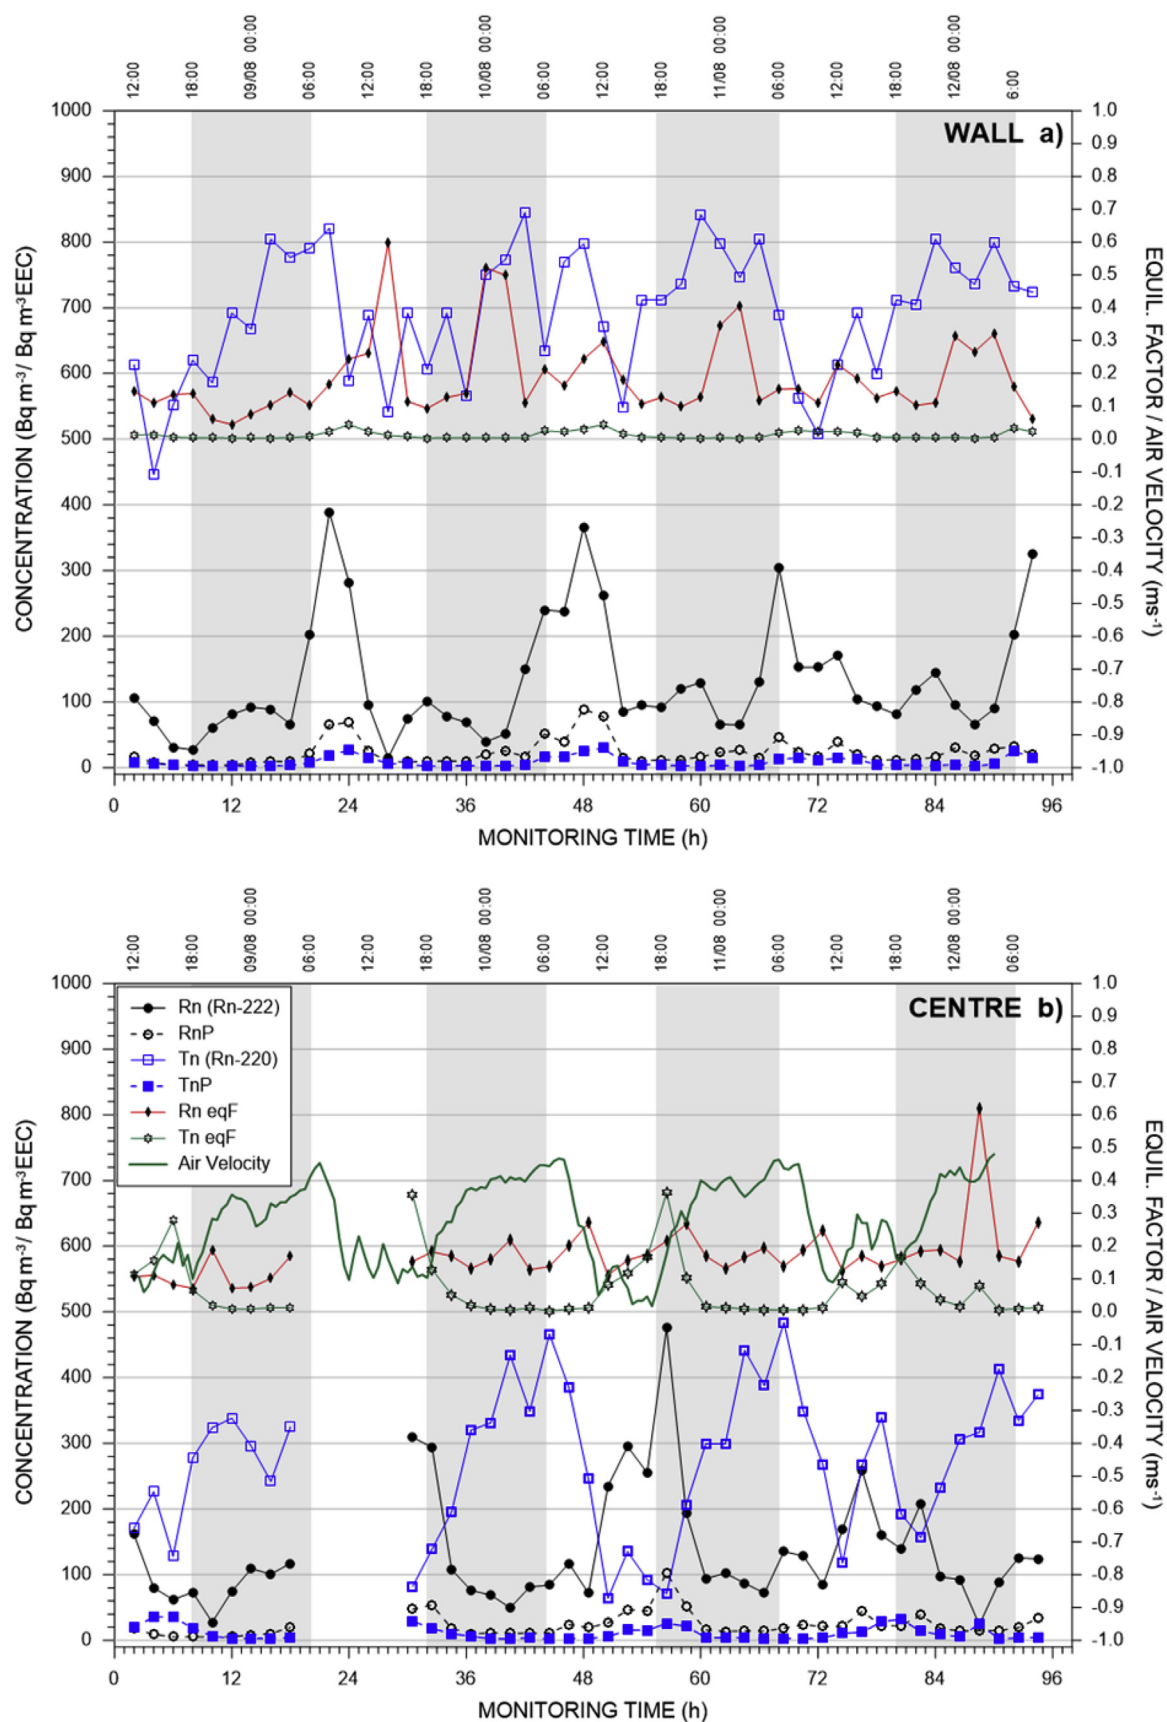 12:00 18:00 09/08 00:00 06:00 12:00 18:00 10/08 00:00 06:00 12:00 11/08 00:00 06:00 18:00 12/08 00:00 6:00
WALL a)
1000 900 800 700 600 500 400 300 200 100 0
CONCENTRATION (Bq m-3/ Bq m-3EEC)
1.0 0.9 0.8 0.7 0.6 0.5 0.4 0.3 0.2 0.1 0.0 -0.1 -0.2 -0.3 -0.4 -0.5 -0.6 -0.7 -0.8 -0.9 -1.0
EQUIL. FACTOR / AIR VELOCITY (ms-1)
0 12 24 36 48 60 72 84 96
MONITORING TIME (h)
12:00 18:00 09/08 00:00 06:00 12:00 18:00 10/08 00:00 06:00 12:00 18:00 11/08 00:00 06:00 12:00 18:00 12/08 00:00 06:00
CENTRE b)
Rn (Rn-222)
RnP
Tn (Rn-220)
TnP
Rn eqF
Tn eqF
Air Velocity
1000 900 800 700 600 500 400 300 200 100 0
CONCENTRATION (Bq m-3/ Bq m-3EEC)
1.0 0.9 0.8 0.7 0.6 0.5 0.4 0.3 0.2 0.1 0.0 -0.1 -0.2 -0.3 -0.4 -0.5 -0.6 -0.7 -0.8 -0.9 -1.0
EQUIL. FACTOR / AIR VELOCITY (ms-1)
0 12 24 36 48 60 72 84 96
MONITORING TIME (h)